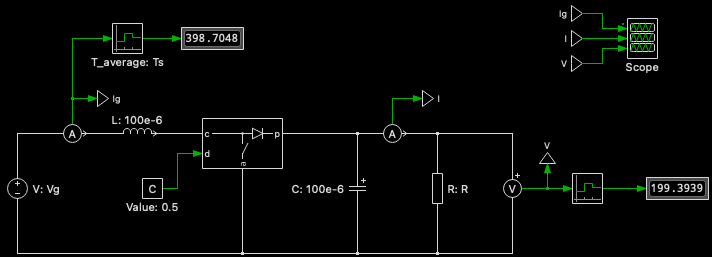 Ig
398.7048
I
T_average: Ts
V
Scope
Ig
I
L: 100e-6
A
c
p
A
d
V
e
V: Vg
C
C: 100e-6
R: R
V
199.3939
Value: 0.5